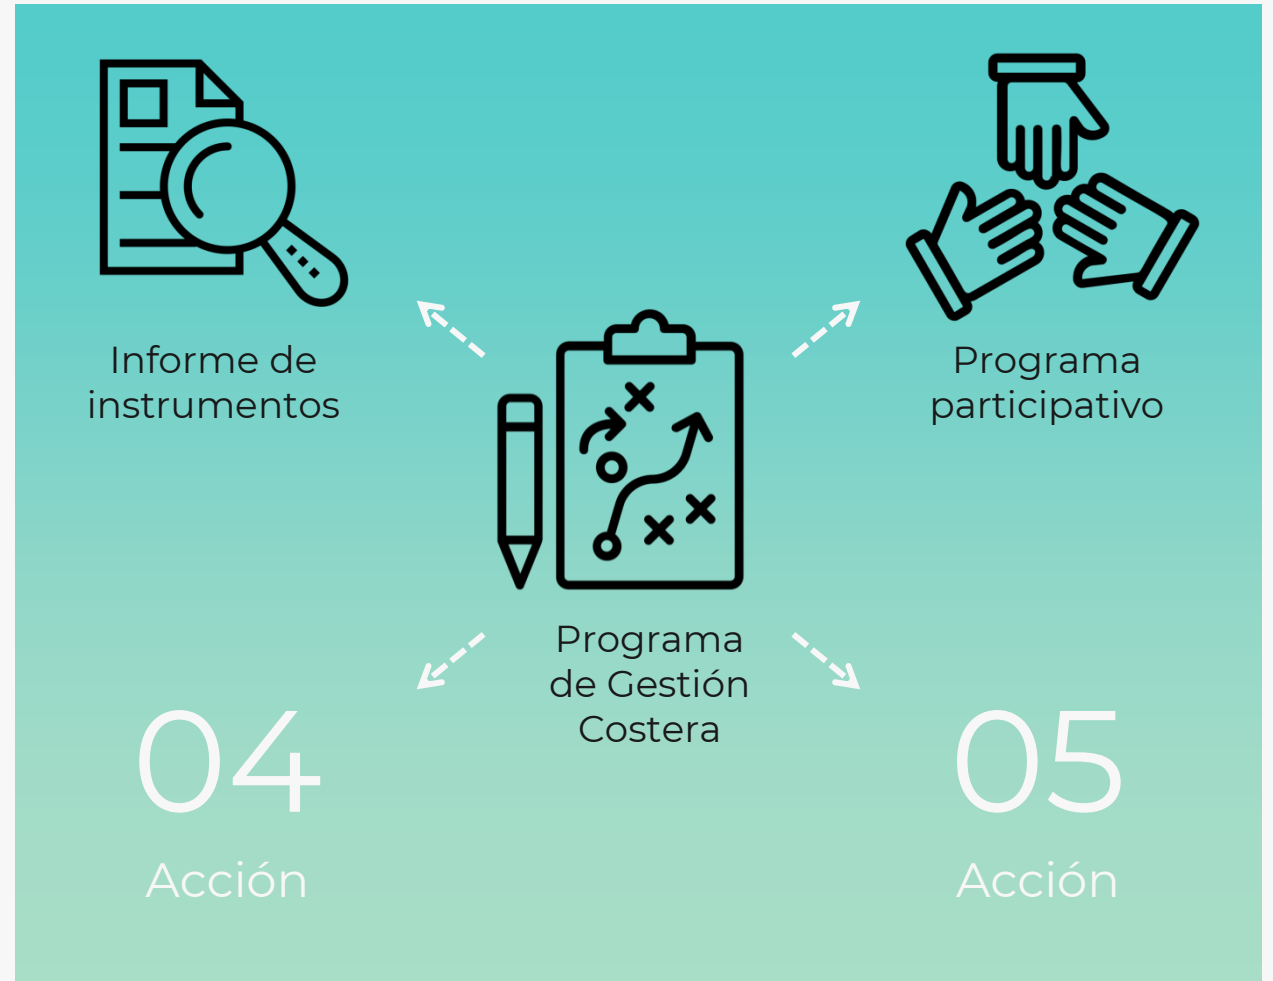 Informe de
instrumentos
Programa
participativo
Programa
de Gestión
Costera
04
Acción
05
Acción